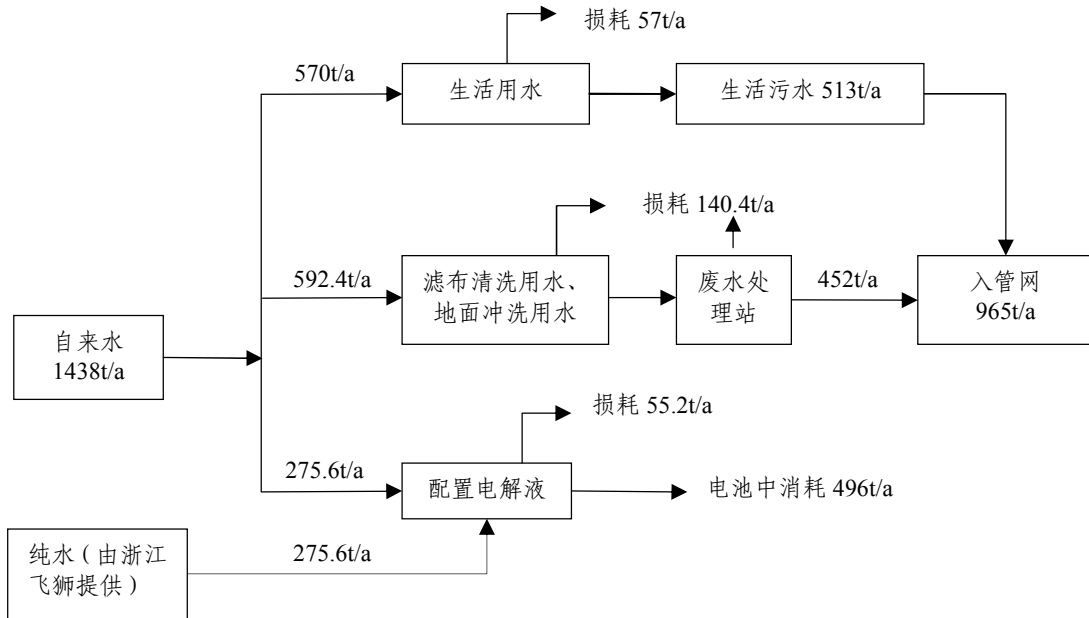 损耗 57t/a
570t/a
生活用水
生活污水 513t/a
损耗 140.4t/a
592.4t/a
滤布清洗用水、
地面冲洗用水
废水处
理站
452t/a
入管网
965t/a
自来水
1438t/a
损耗 55.2t/a
275.6t/a
配置电解液
电池中消耗 496t/a
纯水（由浙江
飞狮提供）
275.6t/a